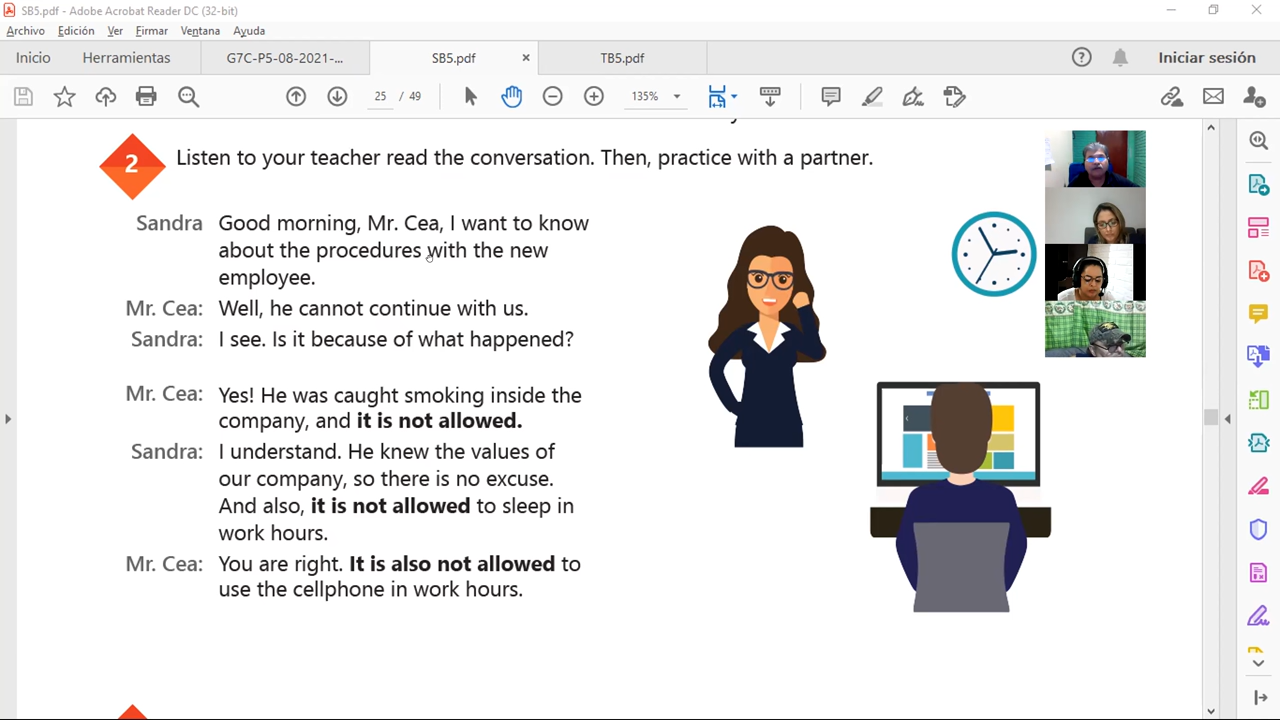 SB5.pdf - Adobe Acrobat Reader DC (32-bit)
Archivo Edición Ver Firmar Ventana Ayuda
Inicio Herramientas G7C-P5-08-2021-... SB5.pdf × TB5.pdf Iniciar sesión
25 / 49 135%
2 Listen to your teacher read the conversation. Then, practice with a partner.
Sandra Good morning, Mr. Cea, I want to know
about the procedures with the new
employee.
Mr. Cea: Well, he cannot continue with us.
Sandra: I see. Is it because of what happened?
Mr. Cea: Yes! He was caught smoking inside the
company, and it is not allowed.
Sandra: I understand. He knew the values of
our company, so there is no excuse.
And also, it is not allowed to sleep in
work hours.
Mr. Cea: You are right. It is also not allowed to
use the cellphone in work hours.